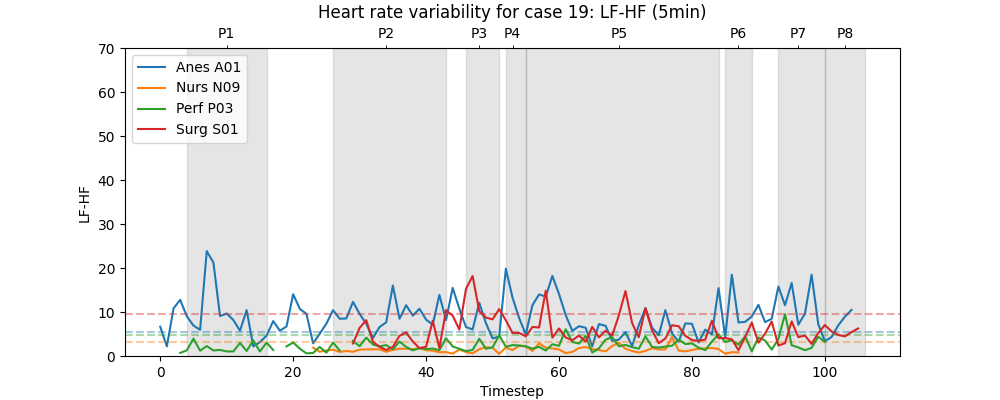 Heart rate variability for case 19: LF-HF (5min)
P1 P2 P3 P4 P5 P6 P7 P8
70
60
50
40
30
20
10
0
LF-HF
Anes A01
Nurs N09
Perf P03
Surg S01
0 20 40 60 80 100
Timestep